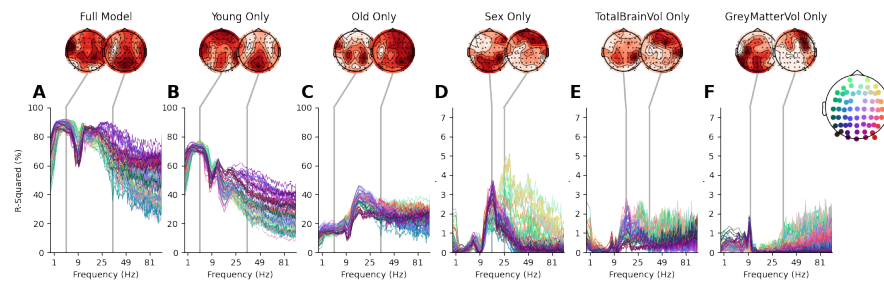 Full Model Young Only Old Only Sex Only TotalBrainVol Only GreyMatterVol Only
A B C D E F
R-Squared (%)
100 100 100
80 80 80
60 60 60
40 40 40
20 20 20
0 0 0
7 7 7
6 6 6
5 5 5
4 4 4
3 3 3
2 2 2
1 1 1
0 0 0
1 9 25 49 81 1 9 25 49 81 1 9 25 49 81 1 9 25 49 81 1 9 25 49 81 1 9 25 49 81
Frequency (Hz) Frequency (Hz) Frequency (Hz) Frequency (Hz) Frequency (Hz) Frequency (Hz)